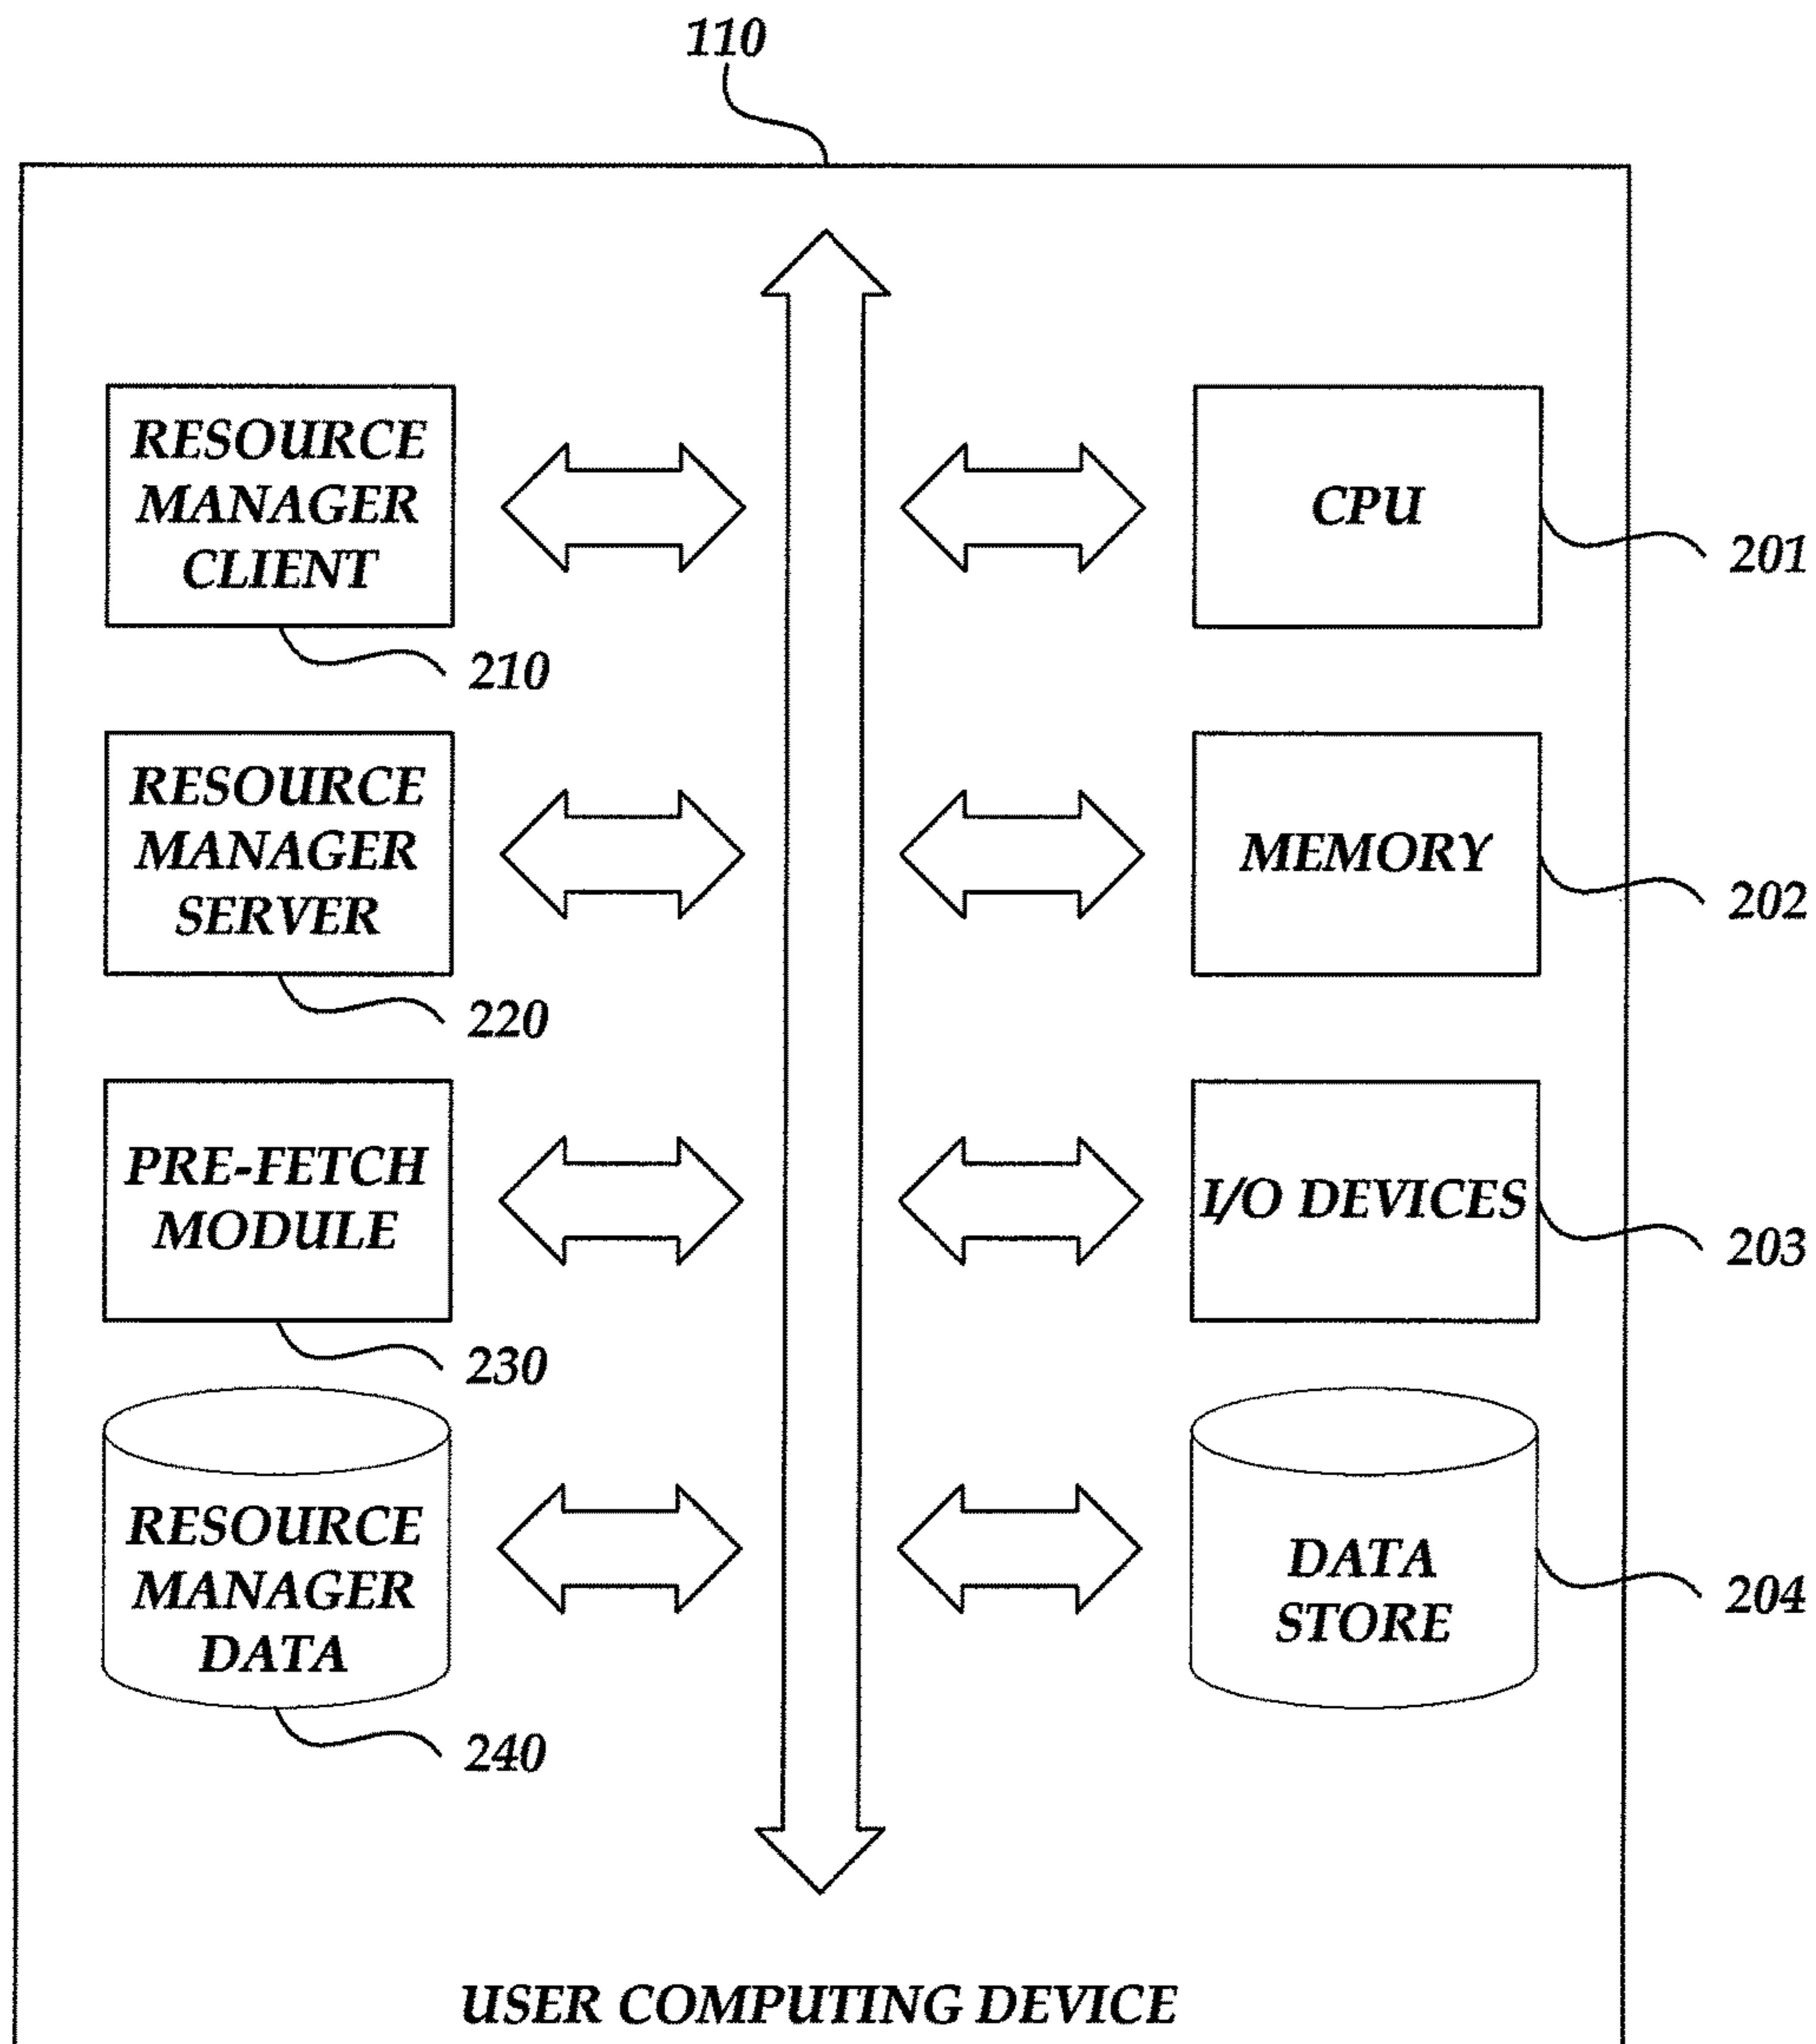 110
RESOURCE
MANAGER
CLIENT
210
CPU
201
RESOURCE
MANAGER
SERVER
220
MEMORY
202
PRE-FETCH
MODULE
230
I/O DEVICES
203
RESOURCE
MANAGER
DATA
240
DATA
STORE
204
USER COMPUTING DEVICE